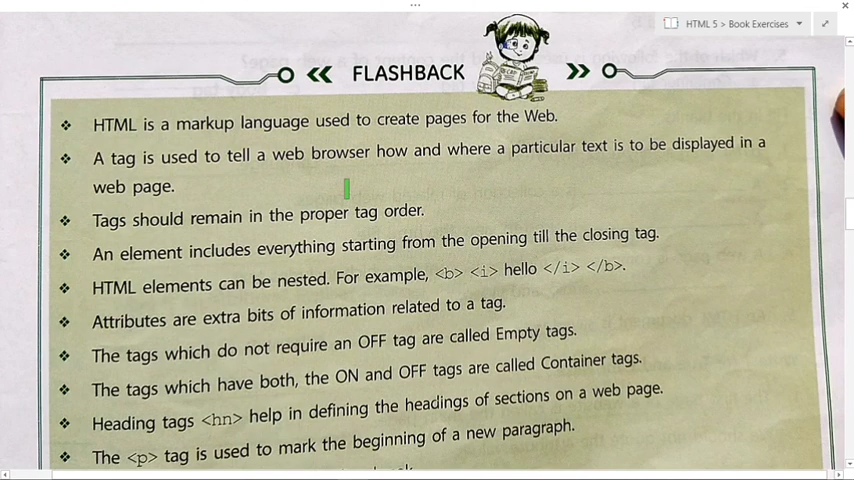 HTML 5 > Book Exercises
FLASHBACK
❖ HTML is a markup language used to create pages for the Web.
❖ A tag is used to tell a web browser how and where a particular text is to be displayed in a
web page.
❖ Tags should remain in the proper tag order.
❖ An element includes everything starting from the opening till the closing tag.
❖ HTML elements can be nested. For example, <b> <i> hello </i> </b>.
❖ Attributes are extra bits of information related to a tag.
❖ The tags which do not require an OFF tag are called Empty tags.
❖ The tags which have both, the ON and OFF tags are called Container tags.
❖ Heading tags <hn> help in defining the headings of sections on a web page.
❖ The <p> tag is used to mark the beginning of a new paragraph.